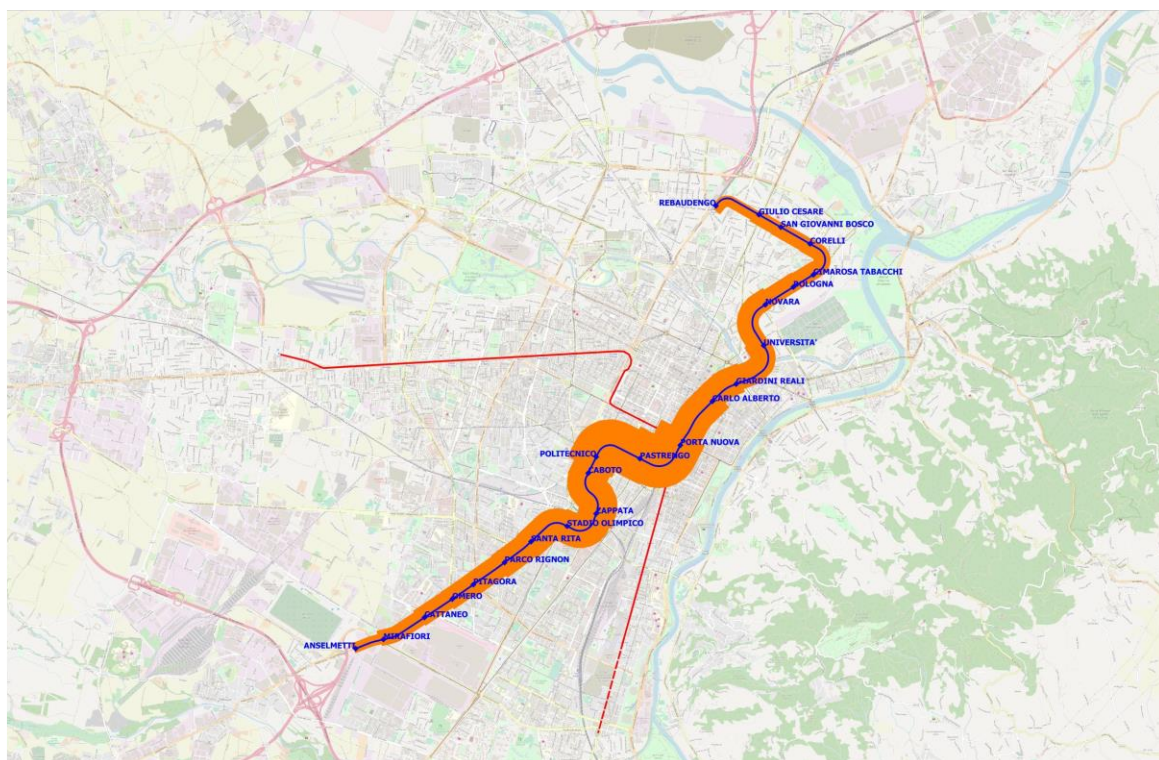 REBAUDENGO
GIULIO CESARE
SAN GIOVANNI BOSCO
CORELLI
CIMAROSA TABACCHI
BOLOGNA
NOVARA
UNIVERSITA'
GIARDINI REALI
CARLO ALBERTO
PORTA NUOVA
POLITECNICO
PASTRENGO
CABOTO
ZAPPATA
STADIO OLIMPICO
SANTA RITA
PARCO RIGNON
PITAGORA
OMERO
CATTANEO
MIRAFIORI
ANSELMETTI